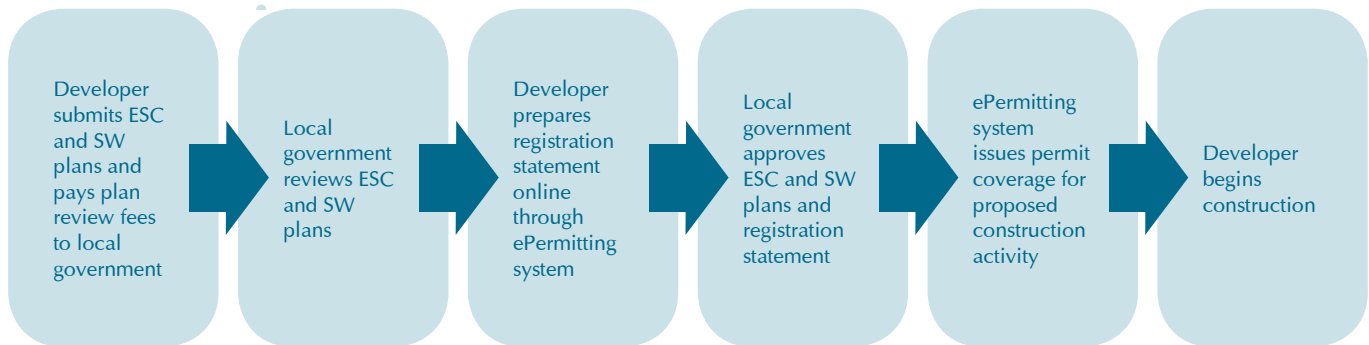 Developer
submits ESC
and SW
plans and
pays plan
review fees
to local
government
Local
government
reviews ESC
and SW
plans
Developer
prepares
registration
statement
online
through
ePermitting
system
Local
government
approves
ESC and SW
plans and
registration
statement
ePermitting
system
issues permit
coverage for
proposed
construction
activity
Developer
begins
construction